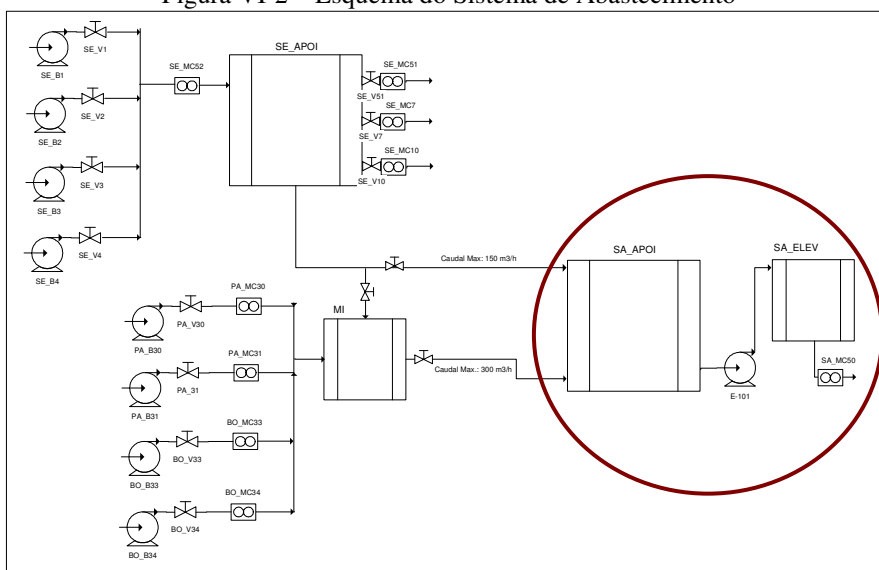 Figura VI-2 – Esquema do Sistema de Abastecimento
SE_V1
SE_B1
SE_MC52
SE_APOI
SE_MC51
SE_V51
SE_MC7
SE_V7
SE_MC10
SE_V10
SE_V2
SE_B2
SE_V3
SE_B3
SE_V4
SE_B4
Caudal Max: 150 m3/h
SA_APOI
SA_ELEV
PA_MC30
PA_V30
PA_B30
MI
PA_MC31
PA_31
PA_B31
Caudal Max.: 300 m3/h
E-101
SA_MC50
BO_MC33
BO_V33
BO_B33
BO_MC34
BO_V34
BO_B34